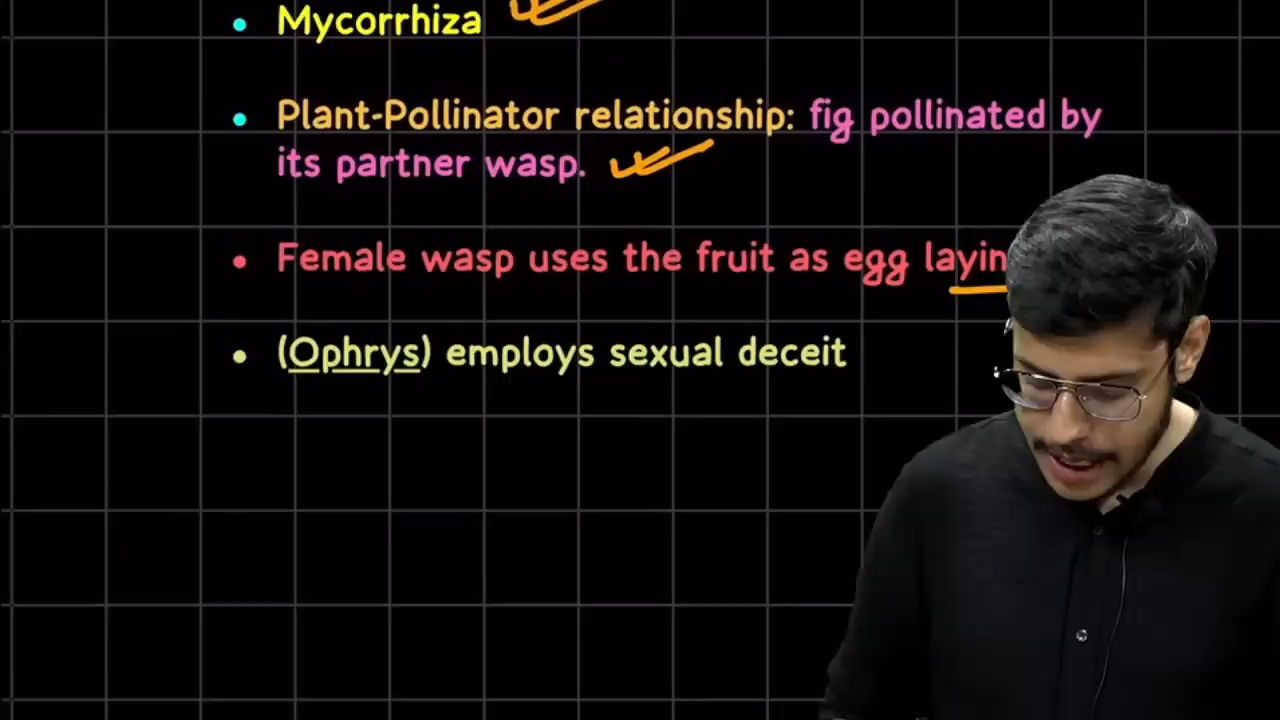 Mycorrhiza
Plant-Pollinator relationship: fig pollinated by
its partner wasp.
Female wasp uses the fruit as egg
(Ophrys) employs sexual deceit